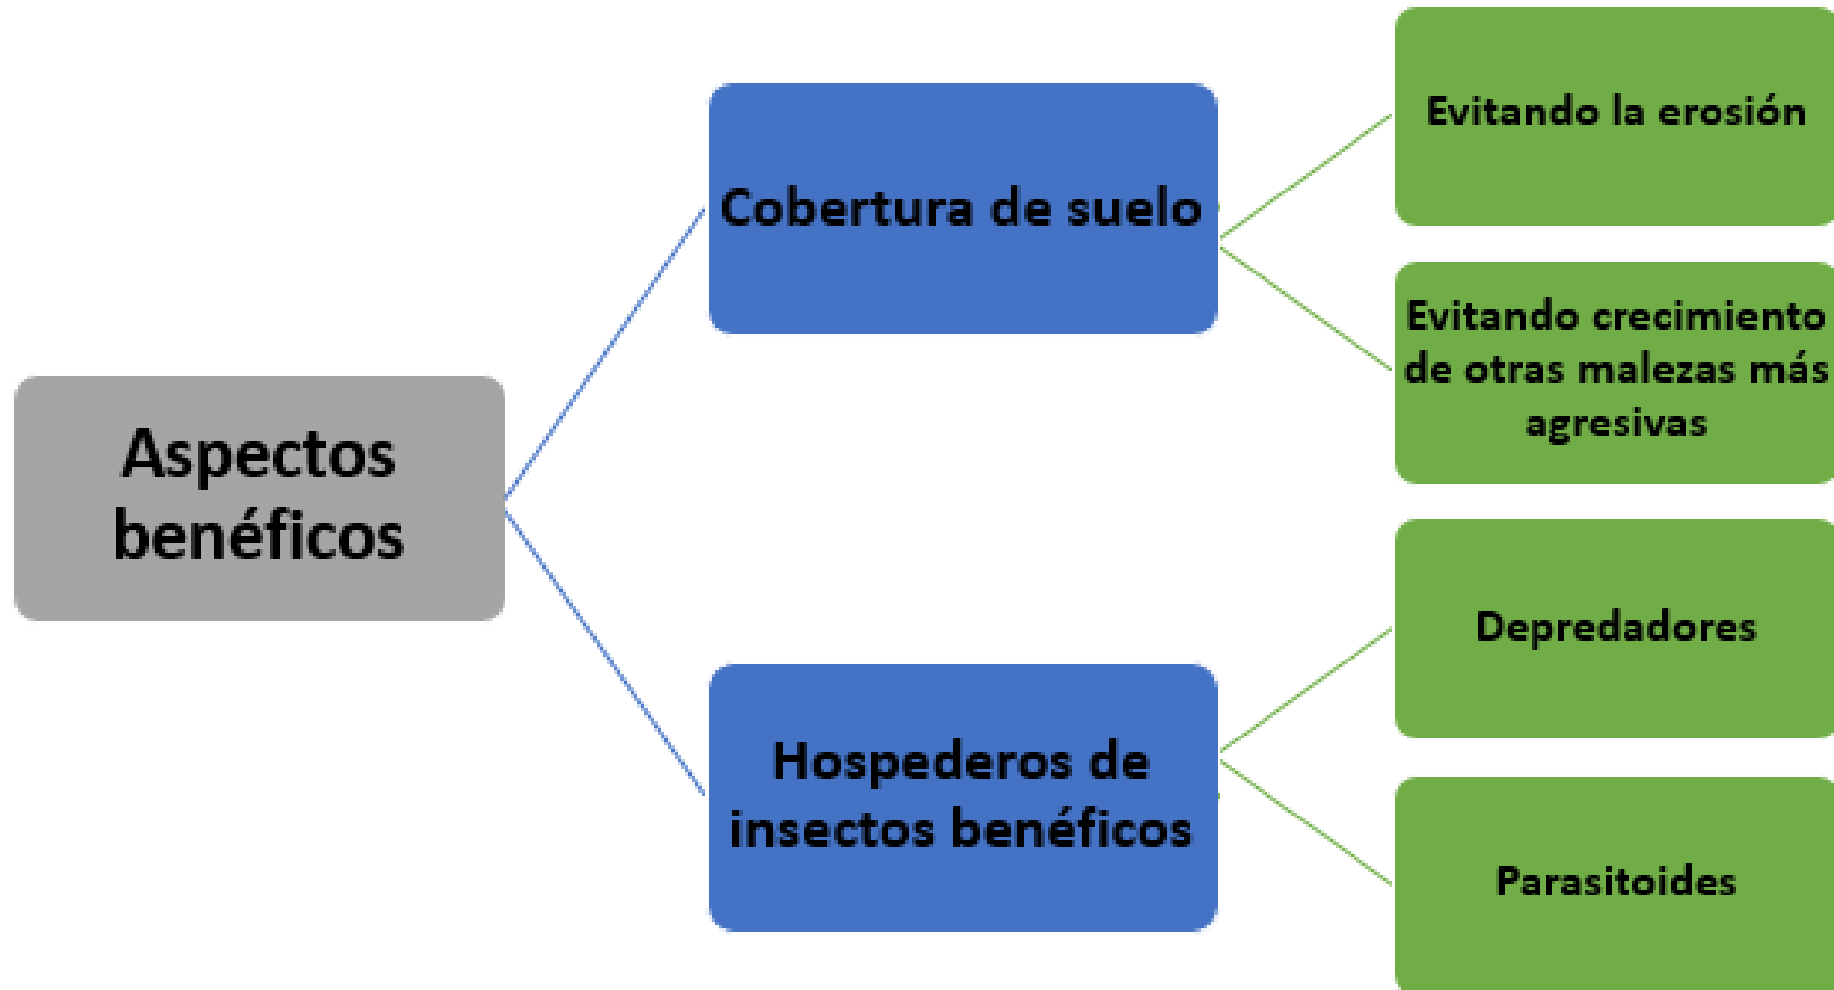 Aspectos
benéficos
Cobertura de suelo
Evitando la erosión
Evitando crecimiento
de otras malezas más
agresivas
Hospederos de
insectos benéficos
Depredadores
Parasitoides